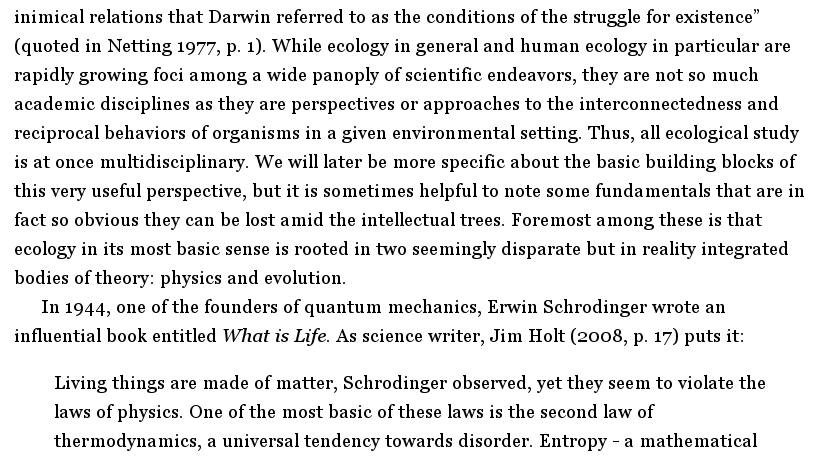 inimical relations that Darwin referred to as the conditions of the struggle for existence”
(quoted in Netting 1977, p. 1). While ecology in general and human ecology in particular are
rapidly growing foci among a wide panoply of scientific endeavors, they are not so much
academic disciplines as they are perspectives or approaches to the interconnectedness and
reciprocal behaviors of organisms in a given environmental setting. Thus, all ecological study
is at once multidisciplinary. We will later be more specific about the basic building blocks of
this very useful perspective, but it is sometimes helpful to note some fundamentals that are in
fact so obvious they can be lost amid the intellectual trees. Foremost among these is that
ecology in its most basic sense is rooted in two seemingly disparate but in reality integrated
bodies of theory: physics and evolution.
In 1944, one of the founders of quantum mechanics, Erwin Schrodinger wrote an
influential book entitled What is Life. As science writer, Jim Holt (2008, p. 17) puts it:
Living things are made of matter, Schrodinger observed, yet they seem to violate the
laws of physics. One of the most basic of these laws is the second law of
thermodynamics, a universal tendency towards disorder. Entropy - a mathematical